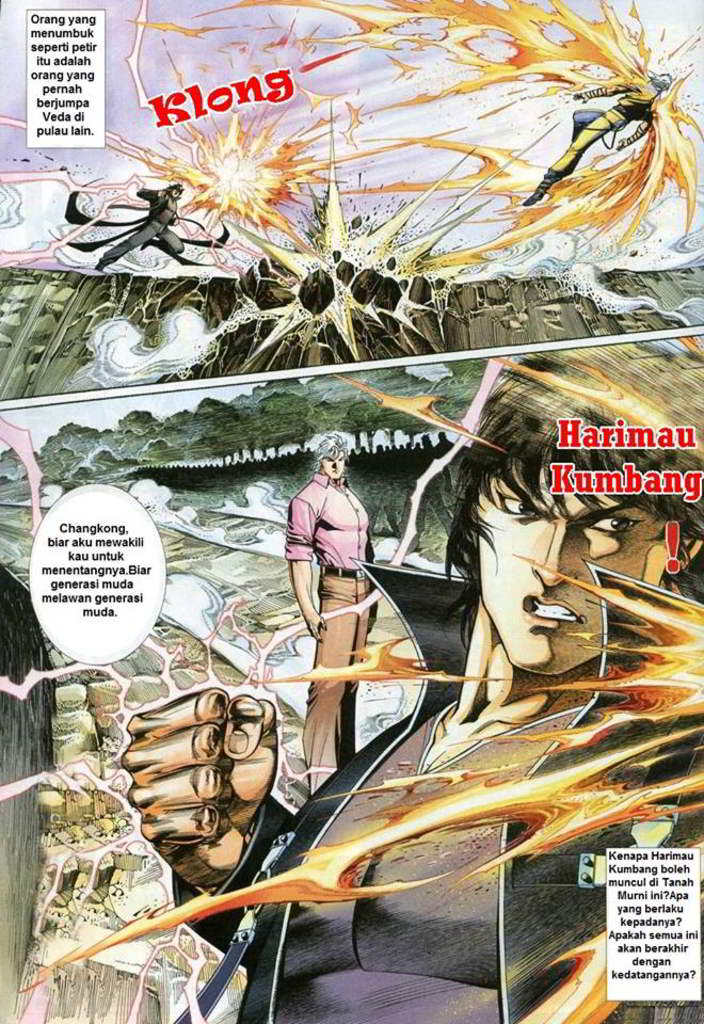 Orang yang
menumbuk
seperti petir
itu adalah
orang yang
pernah
berjumpa
Veda di
pulau lain.
Klong
Harimau
Kumbang
!
Changkong,
biar aku mewakili
kau untuk
menentangnya.Biar
generasi muda
melawan generasi
muda.
Kenapa Harimau
Kumbang boleh
muncul di Tanah
Murni ini?Apa
yang berlaku
kepadanya?
Apakah semua ini
akan berakhir
dengan
kedatangannya?